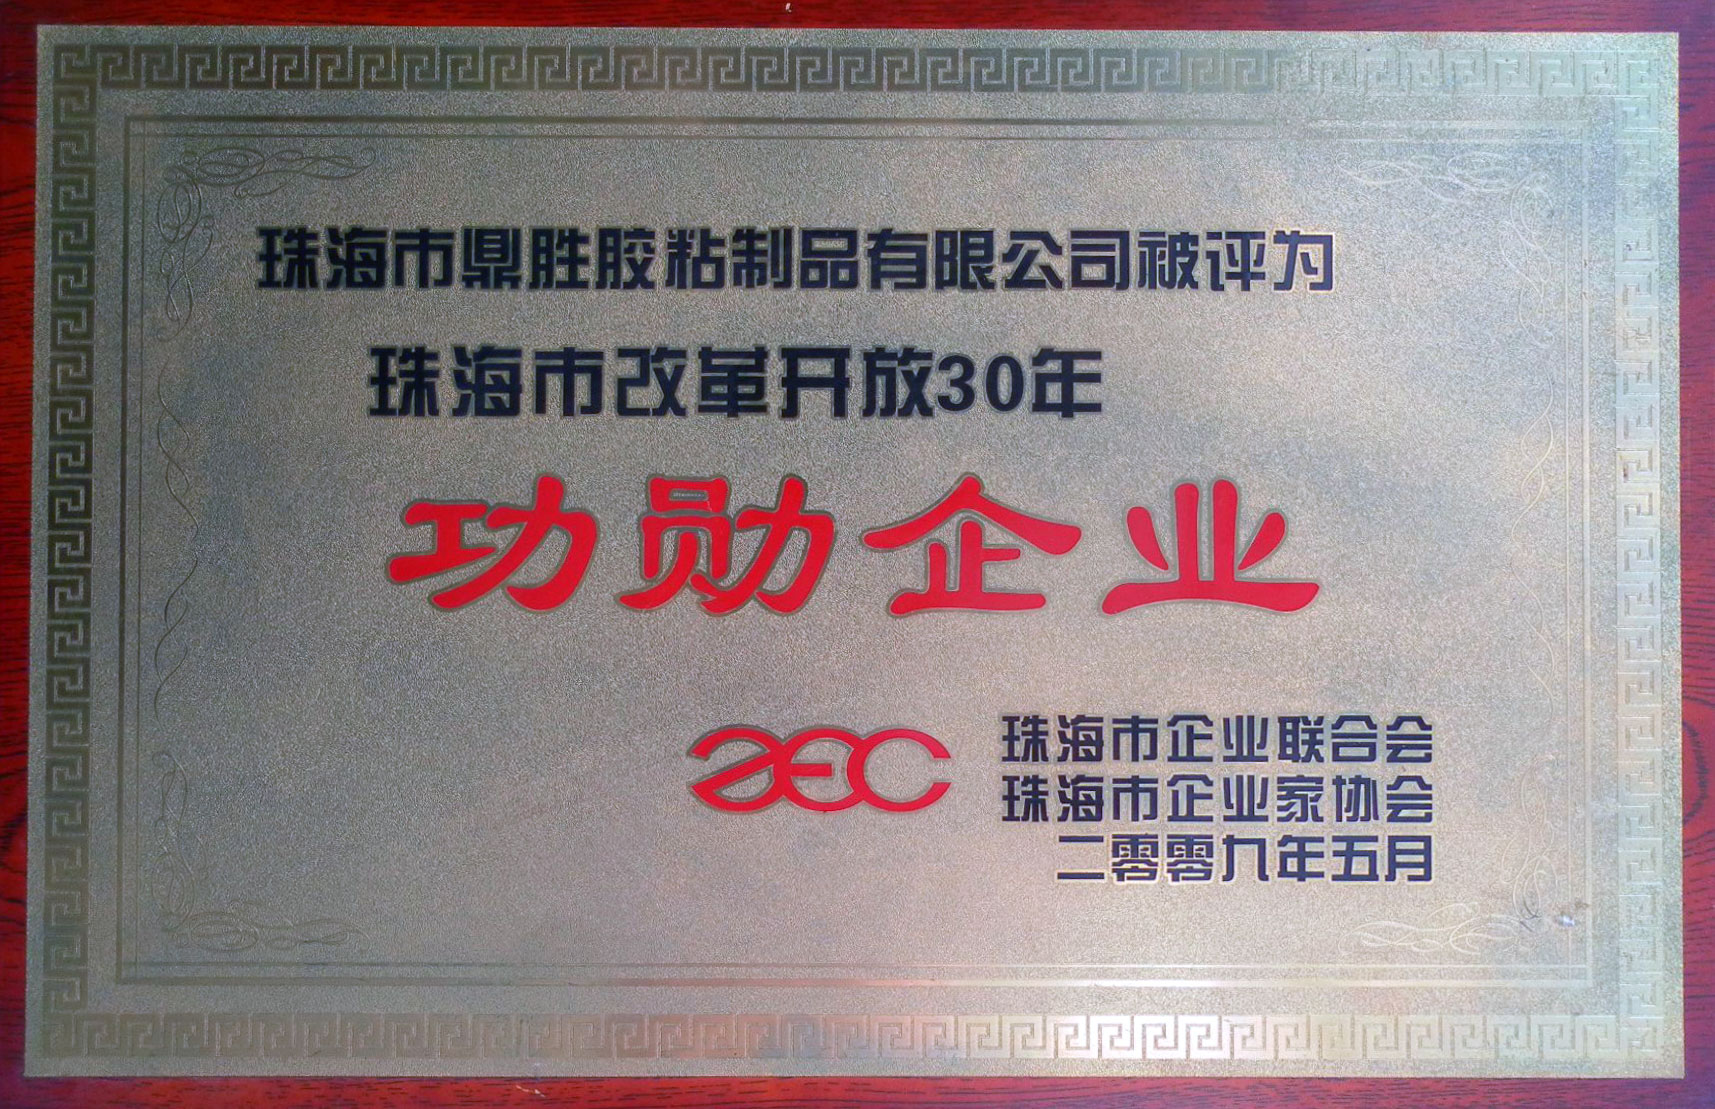 珠海市鼎胜胶粘制品有限公司被评为
珠海市改革开放30年
功勋企业
ZEC
珠海市企业联合会
珠海市企业家协会
二零零九年五月